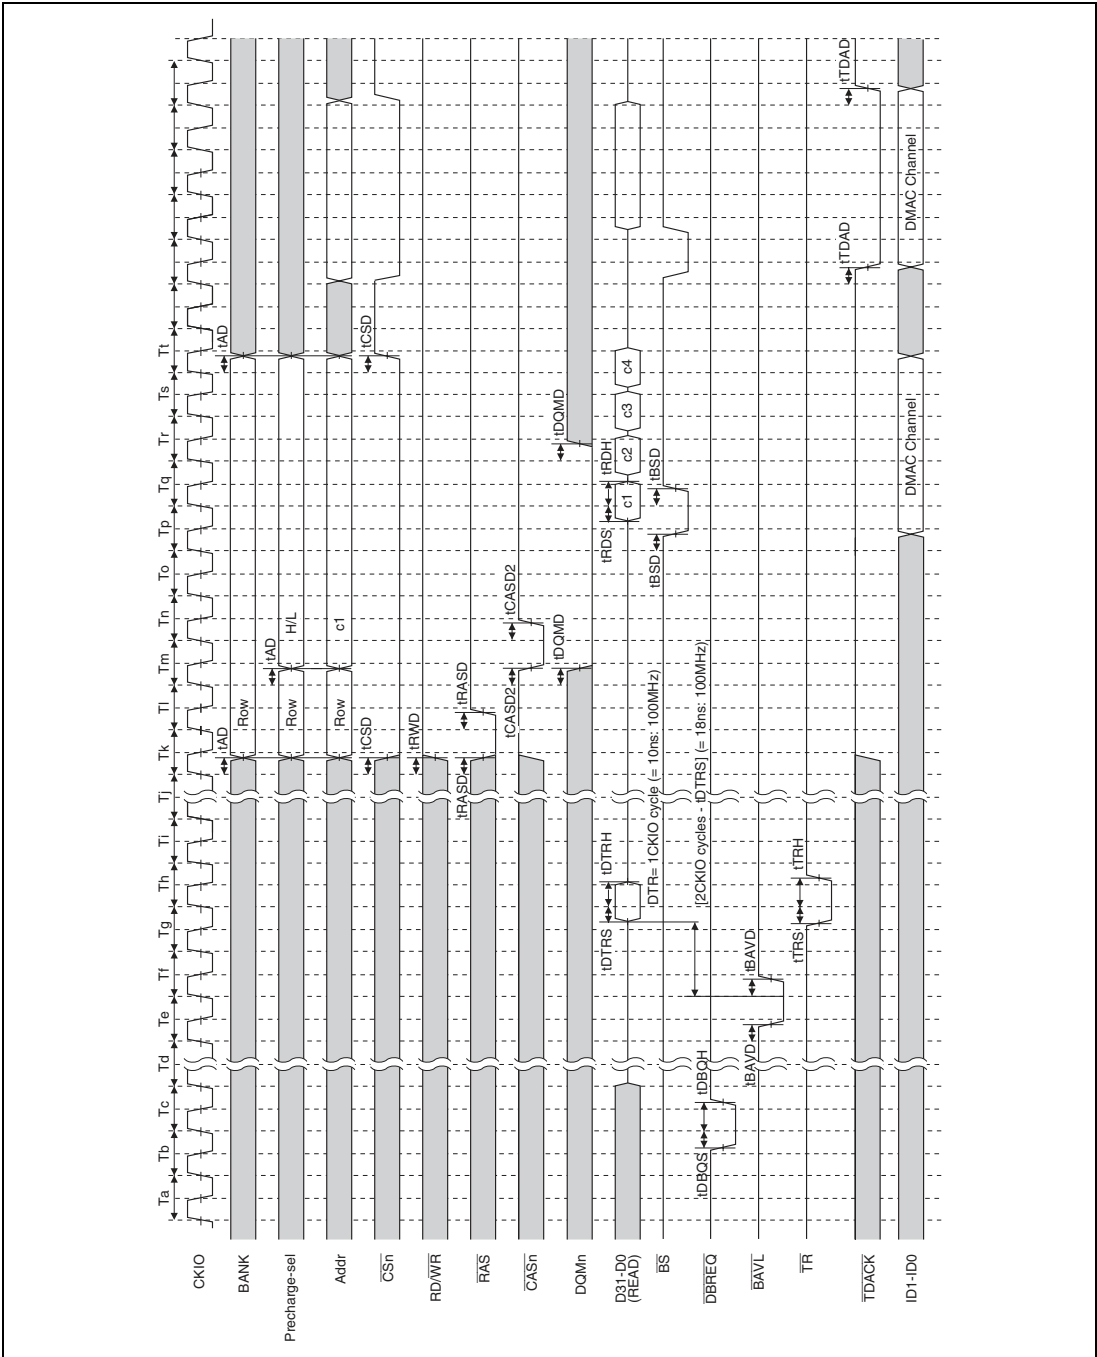 Ta Tb Tc Td Te Tf Tg Th Ti Tj Tk Tl Tm Tn To Tp Tq Tr Ts Tt
CKIO
BANK
tAD
Row
tAD
Precharge-sel
Row
tAD
H/L
Addr
Row
c1
CSn
tCSD
tCSD
RD/WR
tRWD
RAS
tRASD
tRASD
CASn
tCASD2
tCASD2
DQMn
tDQMD
tDQMD
D31-D0
(READ)
tDTRS
tDTRH
tRDS
tRDH
c1
c2
c3
c4
DTR= 1CKIO cycle (= 10ns: 100MHz)
BS
tBSD
tBSD
[2CKIO cycles - tDTRS] (= 18ns: 100MHz)
DBREQ
tDBQS
tDBQH
BAVL
tBAVD
tBAVD
TR
tTRS
tTRH
TDACK
tTDAD
tTDAD
ID1-ID0
DMAC Channel
DMAC Channel